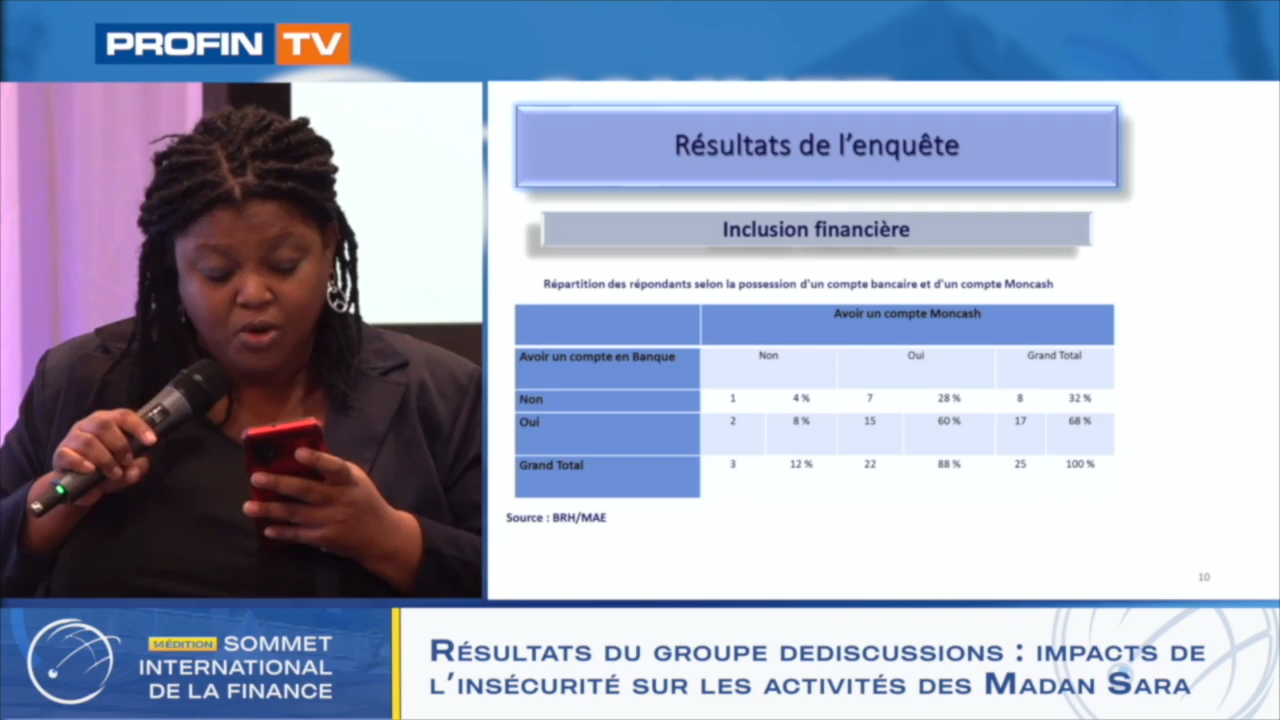 PROFIN TV
Résultats de l'enquête
Inclusion financière
Répartition des répondants selon la possession d'un compte bancaire et d'un compte Moncash
Avoir un compte Moncash
Avoir un compte en Banque Non Oui Grand Total
Non 1 4 % 7 28 % 8 32 %
Oui 2 8 % 15 60 % 17 68 %
Grand Total 3 12 % 22 88 % 25 100 %
Source : BRH/MAE
10
14ÉDITION SOMMET
INTERNATIONAL
DE LA FINANCE
RÉSULTATS DU GROUPE DEDISCUSSIONS : IMPACTS DE
L'INSÉCURITÉ SUR LES ACTIVITÉS DES MADAN SARA